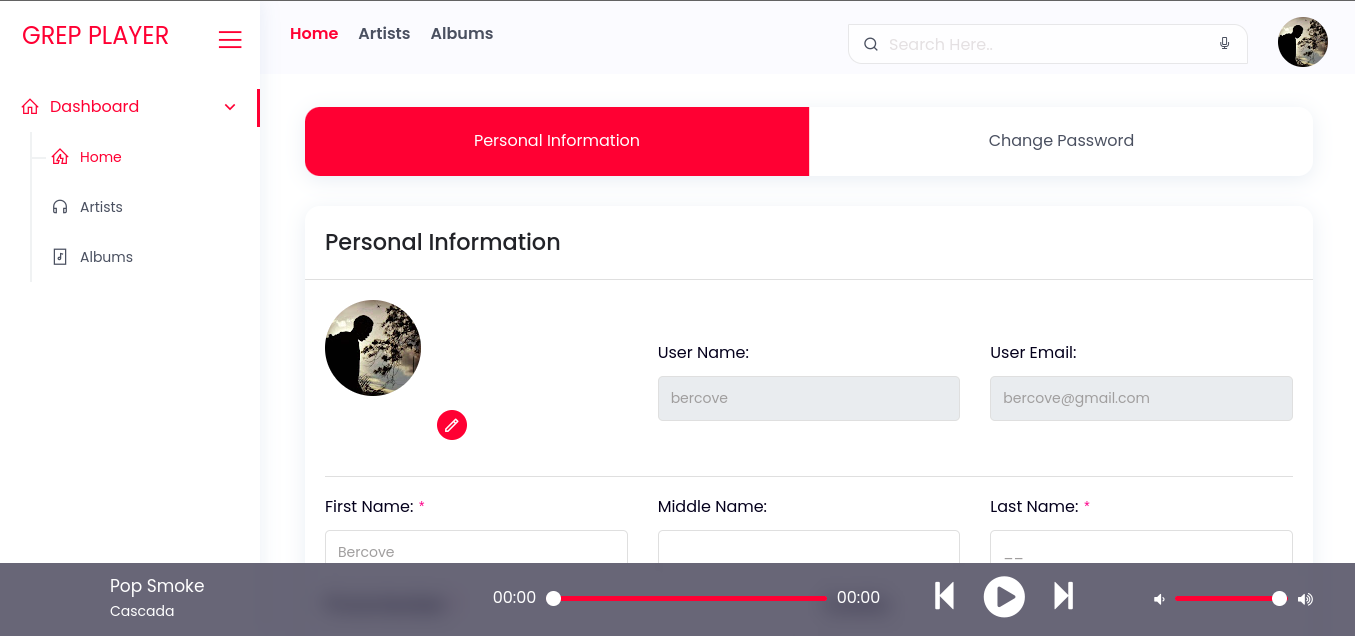 GREP PLAYER
Home Artists Albums
Search Here..
Dashboard
Home
Artists
Albums
Personal Information
Change Password
Personal Information
User Name:
User Email:
bercove
bercove@gmail.com
First Name: *
Middle Name:
Last Name: *
Bercove
__
Pop Smoke
Cascada
00:00
00:00